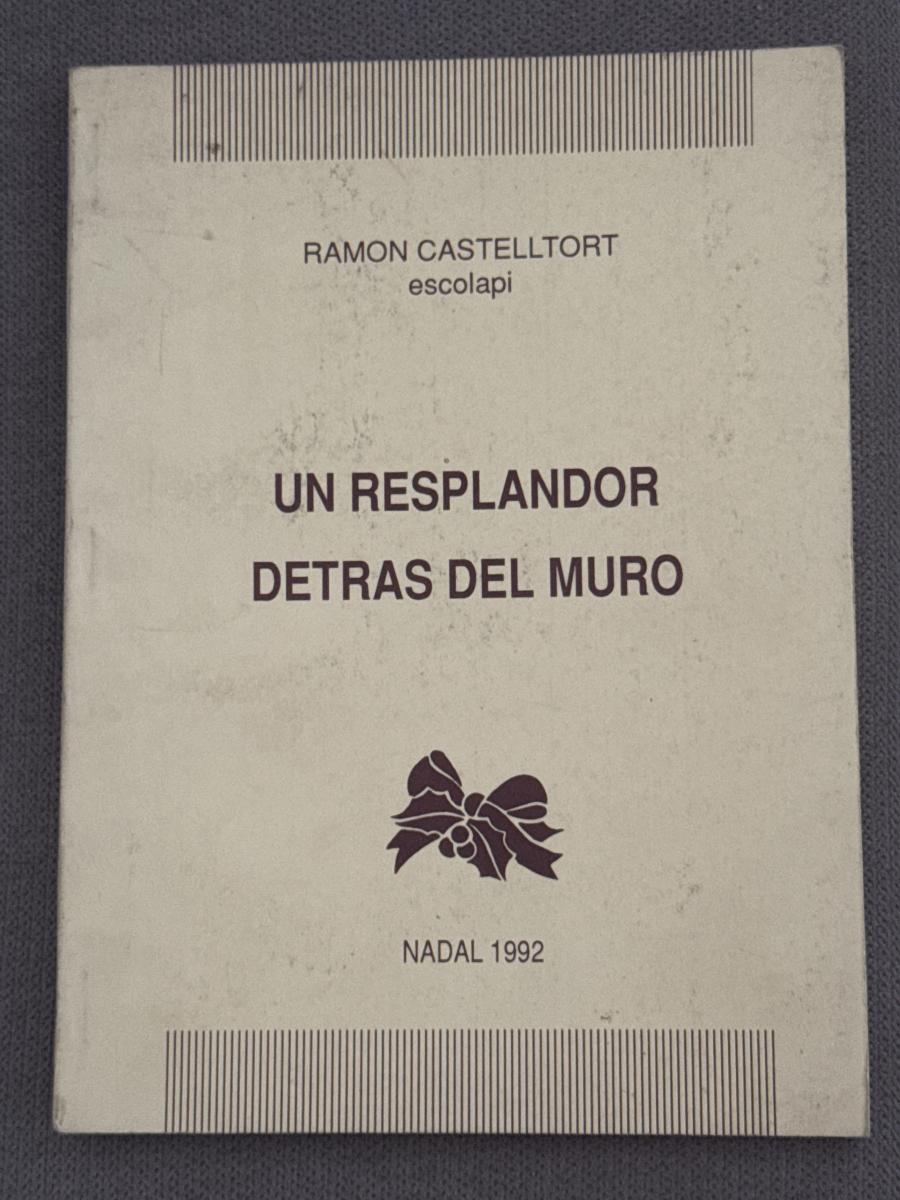 RAMON CASTELLTORT
escolapi
UN RESPLANDOR
DETRAS DEL MURO
NADAL 1992